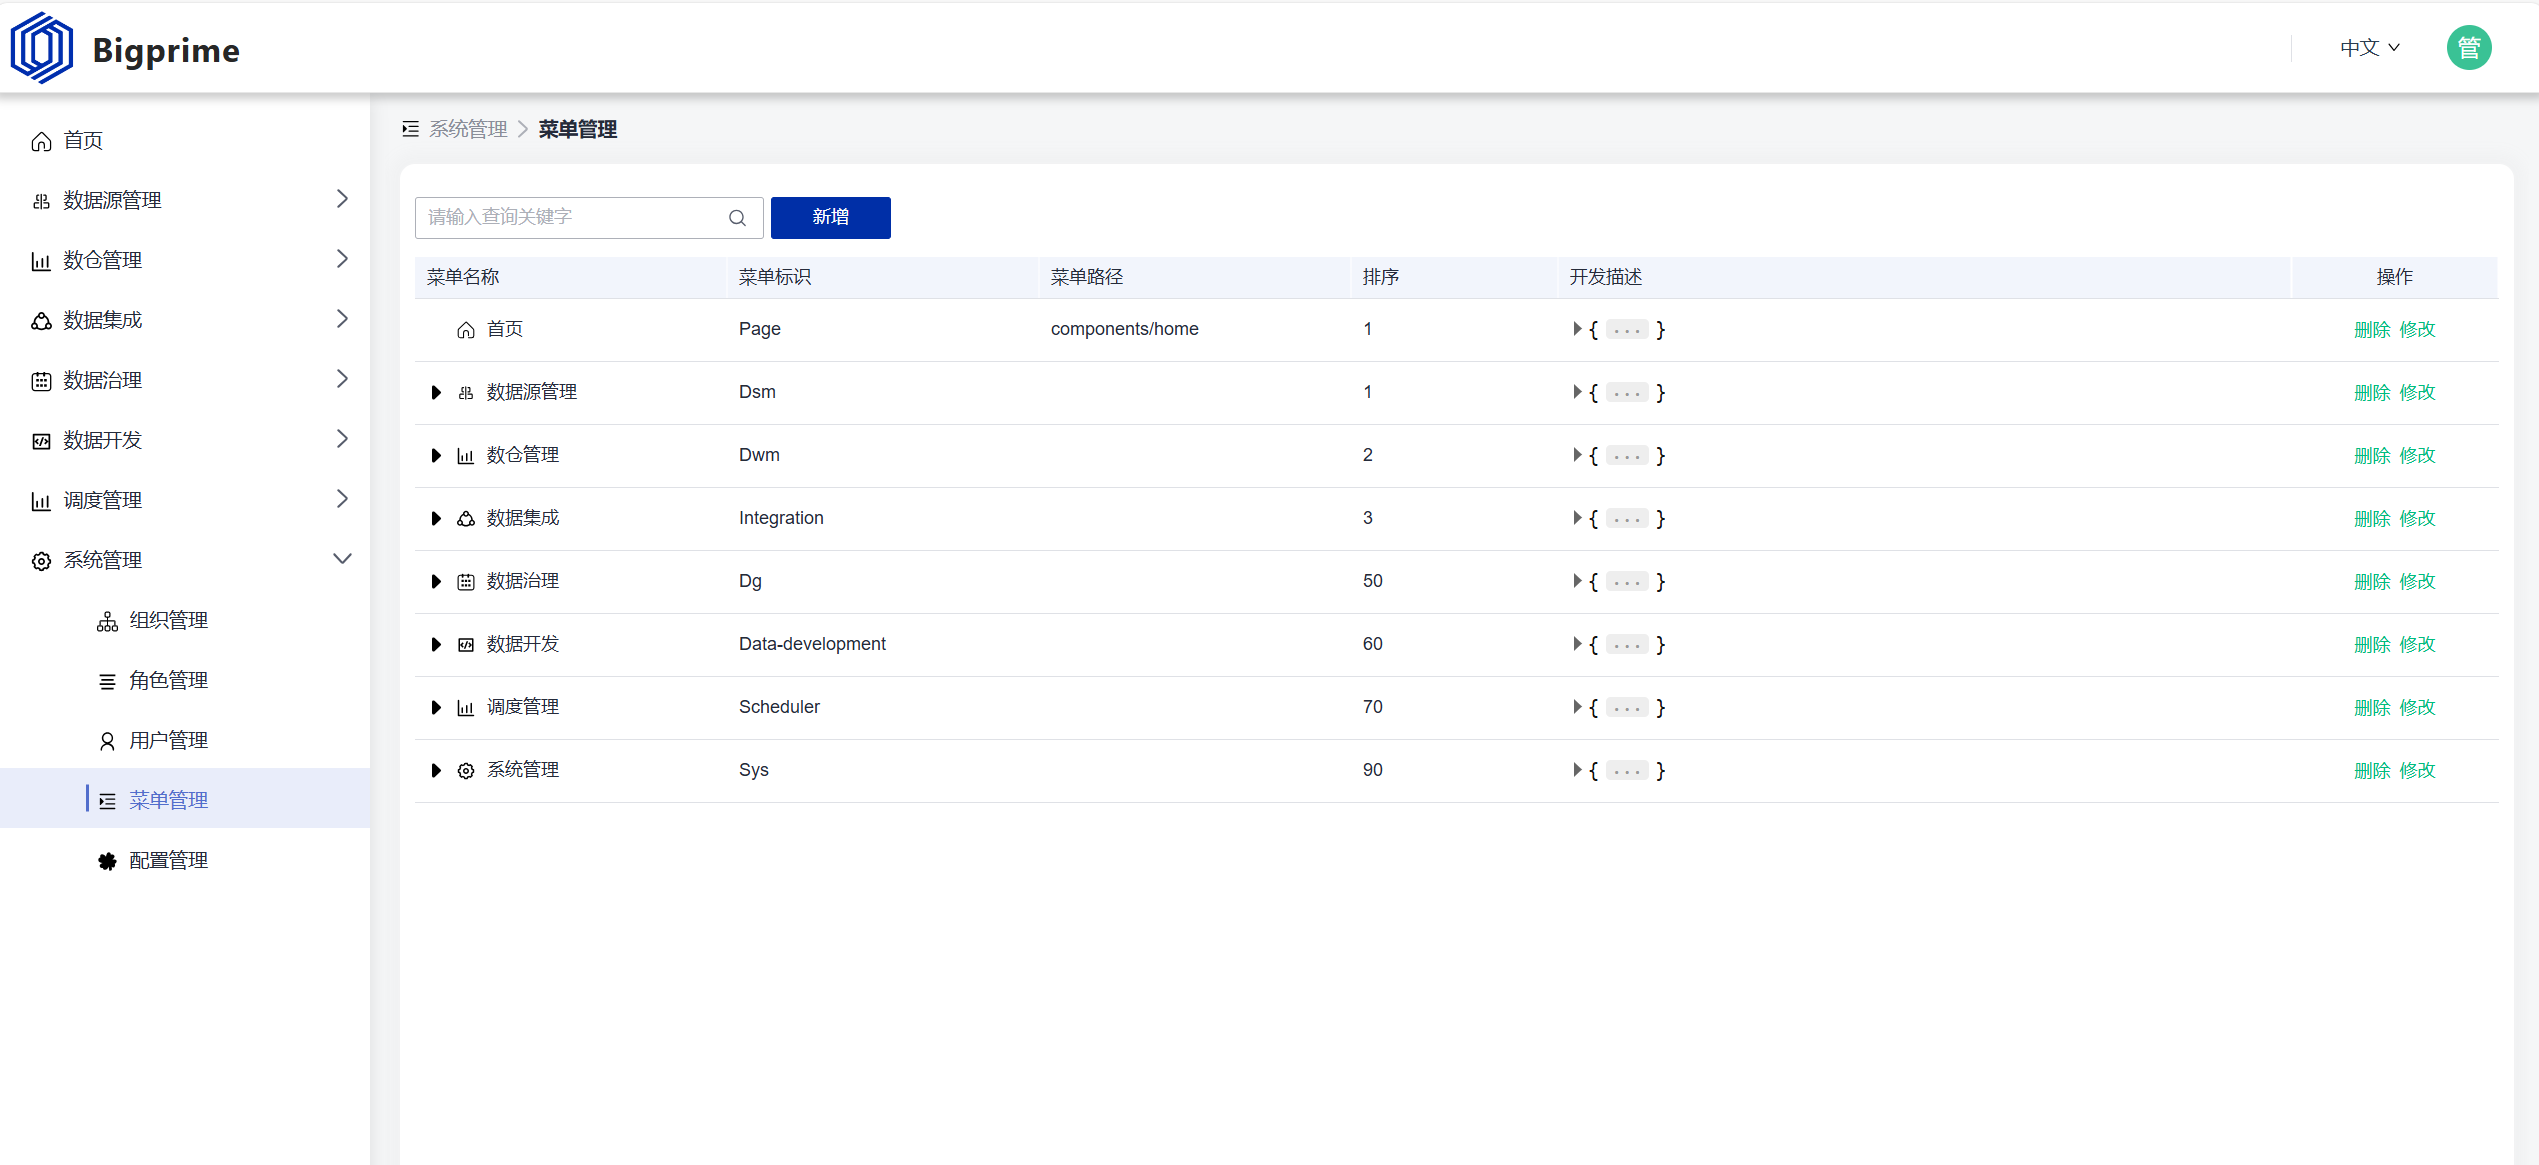 Bigprime
中文
管
首页
数据源管理
数仓管理
数据集成
数据治理
数据开发
调度管理
系统管理
组织管理
角色管理
用户管理
菜单管理
配置管理
系统管理 > 菜单管理
请输入查询关键字 新增
菜单名称 菜单标识 菜单路径 排序 开发描述 操作
首页 Page components/home 1 { ... } 删除 修改
数据源管理 Dsm 1 { ... } 删除 修改
数仓管理 Dwm 2 { ... } 删除 修改
数据集成 Integration 3 { ... } 删除 修改
数据治理 Dg 50 { ... } 删除 修改
数据开发 Data-development 60 { ... } 删除 修改
调度管理 Scheduler 70 { ... } 删除 修改
系统管理 Sys 90 { ... } 删除 修改